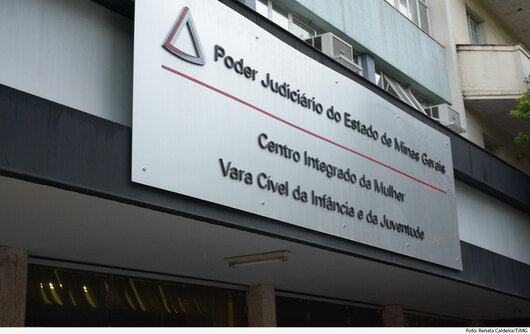 Poder Judiciário do Estado de Minas Gerais
Centro Integrado da Mulher
Vara Cível da Infância e da Juventude
Foto: Renata Caldeira/TJMG